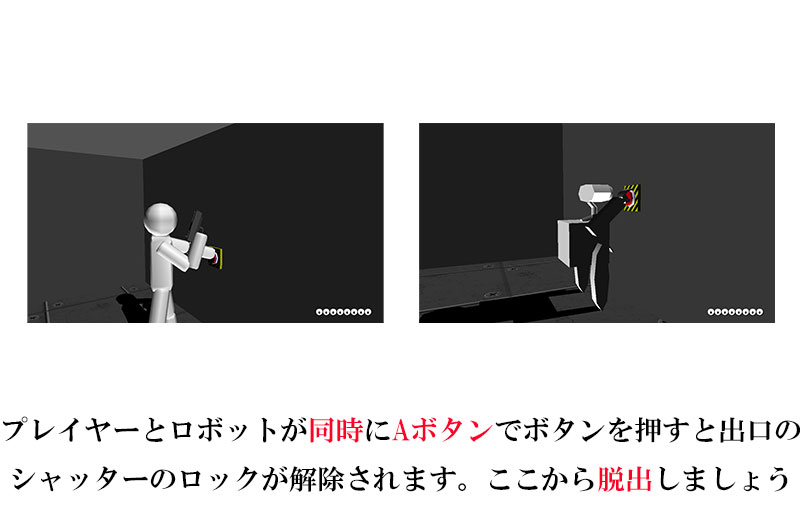 プレイヤーとロボットが同時にAボタンでボタンを押すと出口の
シャッターのロックが解除されます。ここから脱出しましょう